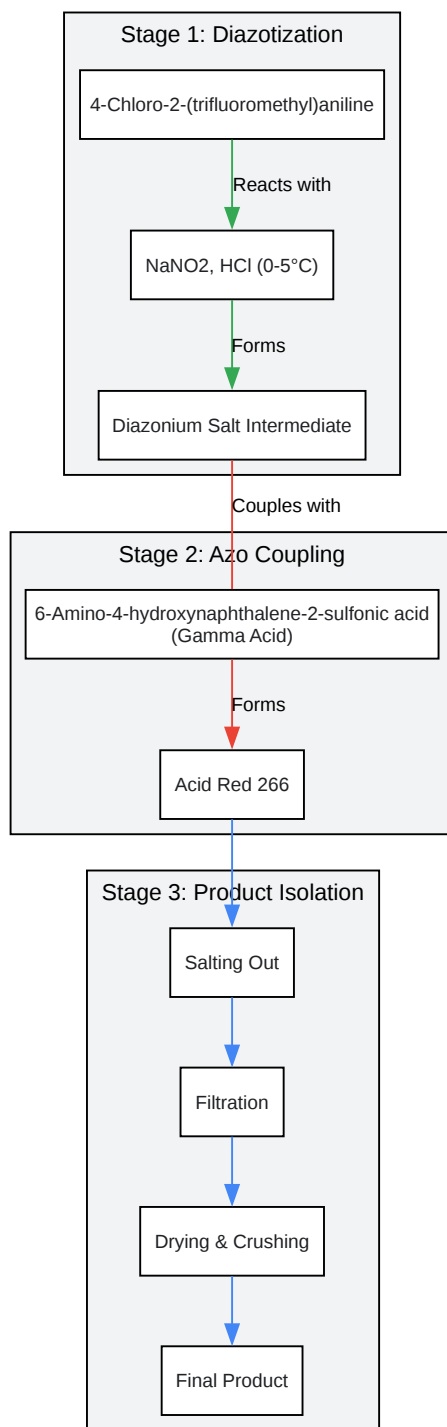 Stage 1: Diazotization
4-Chloro-2-(trifluoromethyl)aniline
Reacts with
NaNO2, HCl (0-5°C)
Forms
Diazonium Salt Intermediate
Couples with
Stage 2: Azo Coupling
6-Amino-4-hydroxynaphthalene-2-sulfonic acid
(Gamma Acid)
Forms
Acid Red 266
Stage 3: Product Isolation
Salting Out
Filtration
Drying & Crushing
Final Product